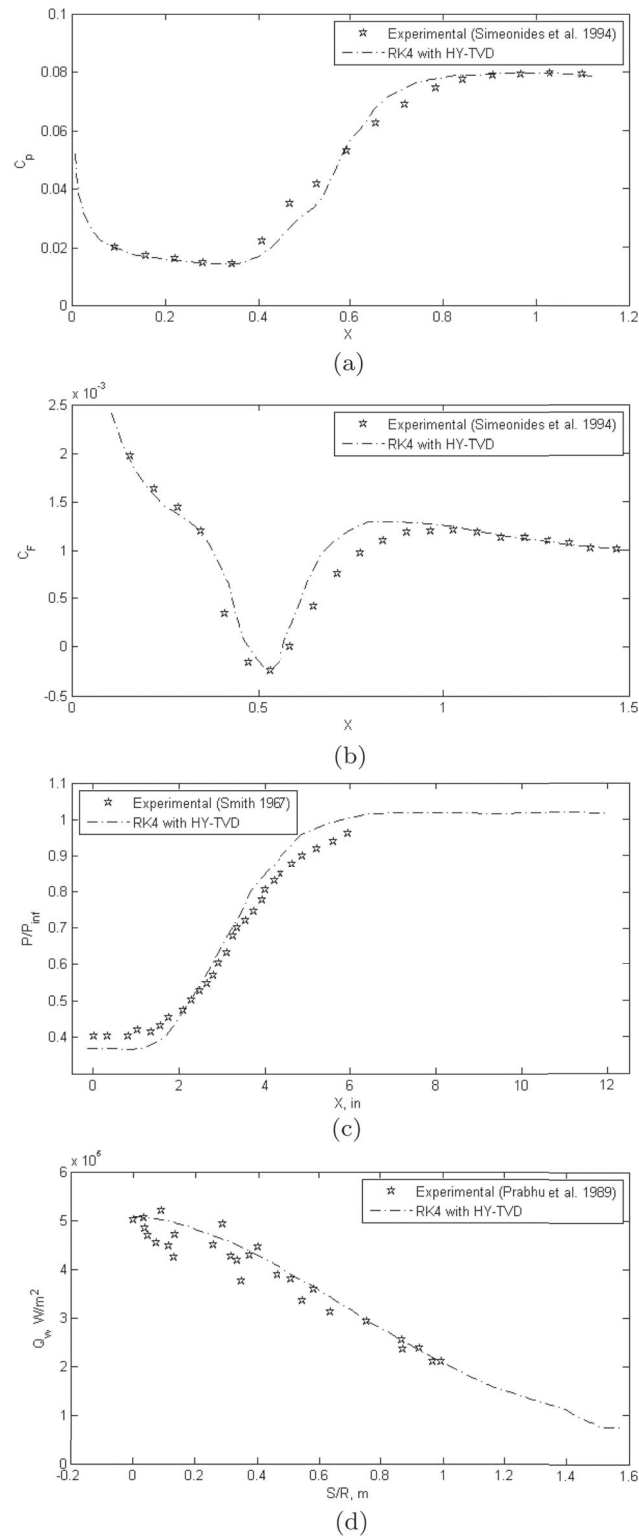 0.1
0.08
0.06
0.04
0.02
0
C_p
Experimental (Simeonides et al. 1994)
RK4 with HY-TVD
0 0.2 0.4 0.6 0.8 1 1.2
X
(a)
x 10^-3
2.5
2
1.5
1
0.5
0
-0.5
C_F
Experimental (Simeonides et al. 1994)
RK4 with HY-TVD
0 0.5 1 1.5
X
(b)
1.1
1
0.9
0.8
0.7
0.6
0.5
0.4
P/P_inf
Experimental (Smith 1967)
RK4 with HY-TVD
0 2 4 6 8 10 12
X, in
(c)
x 10^6
6
5
4
3
2
1
0
Q_w, W/m^2
Experimental (Prabhu et al. 1989)
RK4 with HY-TVD
-0.2 0 0.2 0.4 0.6 0.8 1 1.2 1.4 1.6
S/R, m
(d)